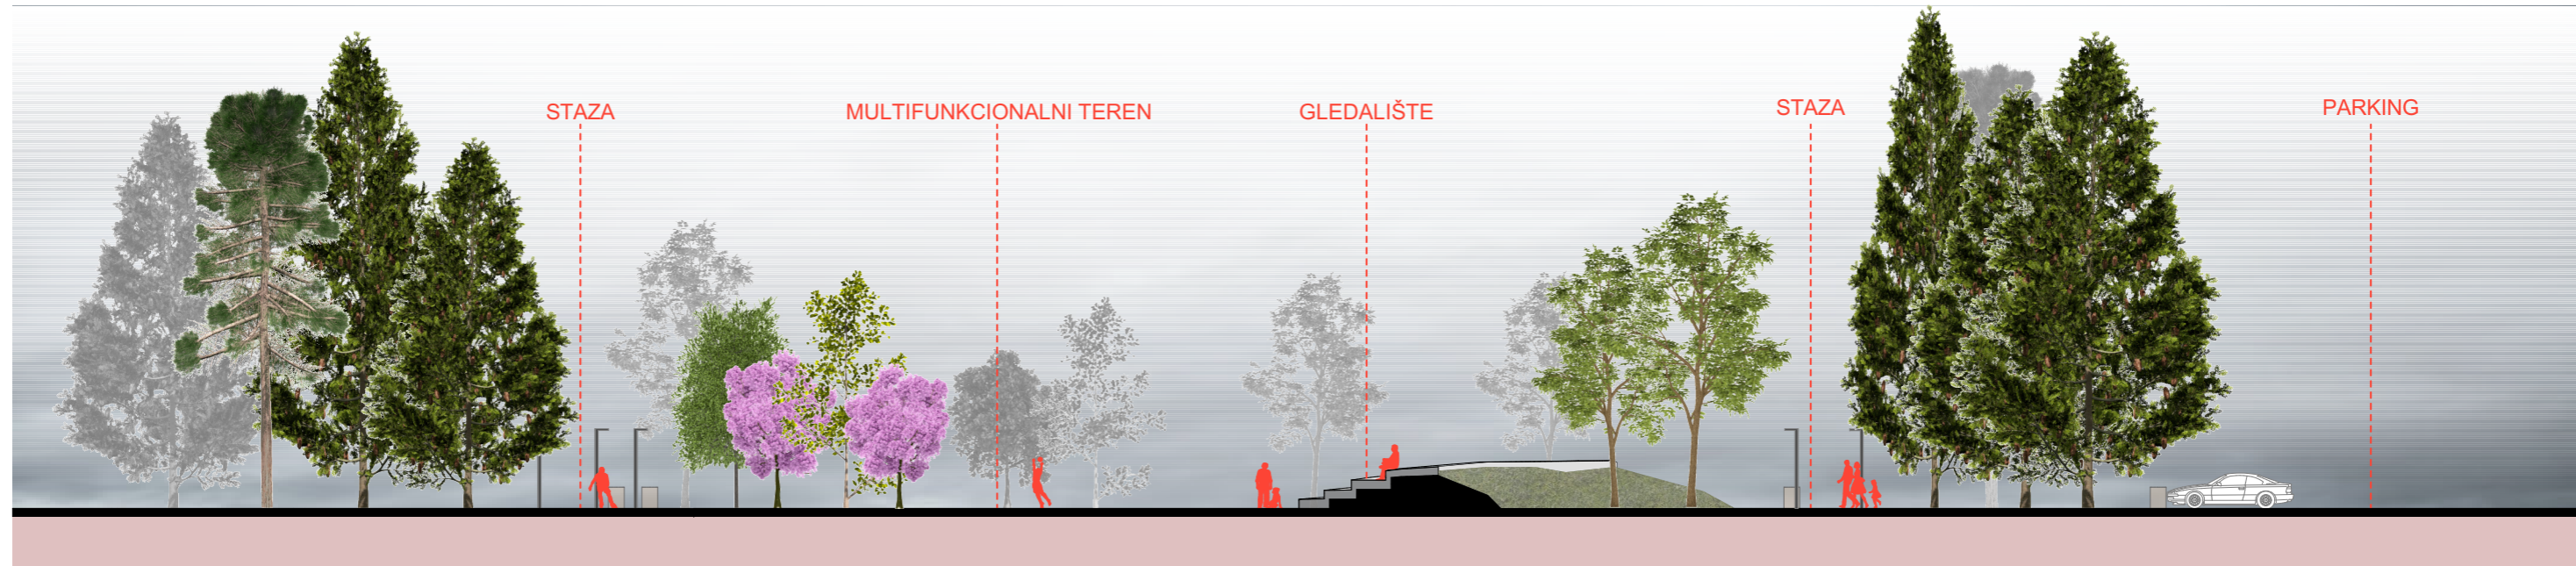 STAZA
MULTIFUNKCIONALNI TEREN
GLEDALIŠTE
STAZA
PARKING